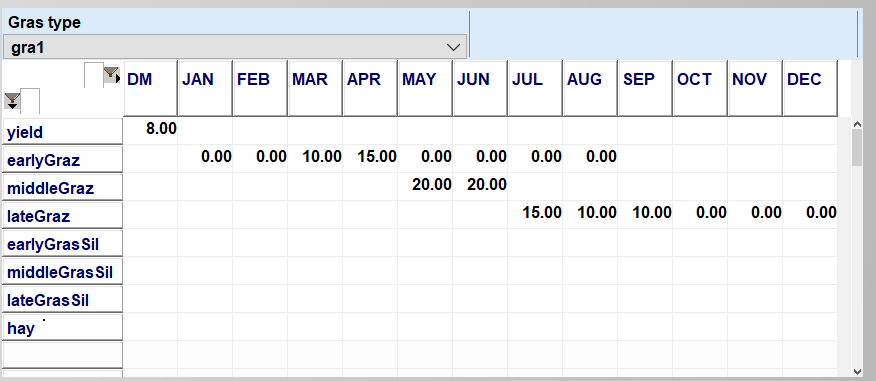 Gras type
gra1
DM JAN FEB MAR APR MAY JUN JUL AUG SEP OCT NOV DEC
yield 8.00
earlyGraz 0.00 0.00 10.00 15.00 0.00 0.00 0.00 0.00
middleGraz 20.00 20.00
lateGraz 15.00 10.00 10.00 0.00 0.00 0.00
earlyGrasSil
middleGrasSil
lateGrasSil
hay